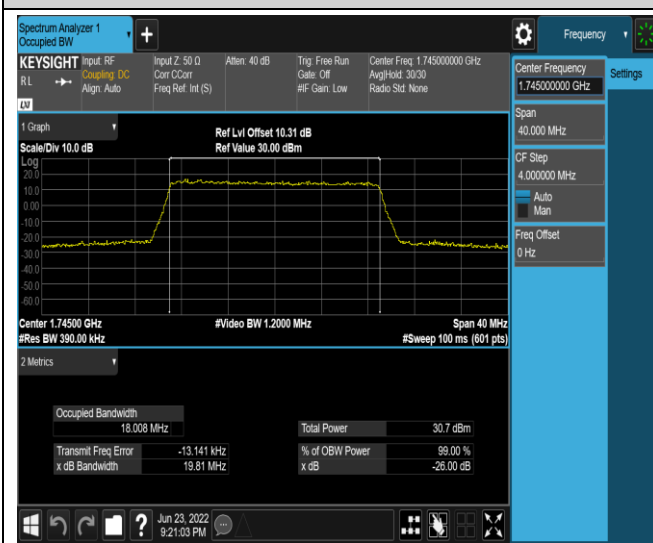 Spectrum Analyzer 1
Occupied BW
Frequency
KEYSIGHT
RL
LXI
Input: RF
Coupling: DC
Align: Auto
Input Z: 50 Ω
Corr CCorr
Freq Ref: Int (S)
Atten: 40 dB
Trig: Free Run
Gate: Off
#IF Gain: Low
Center Freq: 1.745000000 GHz
Avg|Hold: 30/30
Radio Std: None
Center Frequency
1.745000000 GHz
Settings
Span
40.000 MHz
CF Step
4.000000 MHz
Auto
Man
Freq Offset
0 Hz
1 Graph
Scale/Div 10.0 dB
Ref Lvl Offset 10.31 dB
Ref Value 30.00 dBm
Log
20.0
10.0
0.00
-10.0
-20.0
-30.0
-40.0
-50.0
-60.0
Center 1.74500 GHz
#Res BW 390.00 kHz
#Video BW 1.2000 MHz
Span 40 MHz
#Sweep 100 ms (601 pts)
2 Metrics
Occupied Bandwidth
18.008 MHz
Total Power 30.7 dBm
Transmit Freq Error -13.141 kHz
% of OBW Power 99.00 %
x dB Bandwidth 19.81 MHz
x dB -26.00 dB
Jun 23, 2022
9:21:03 PM